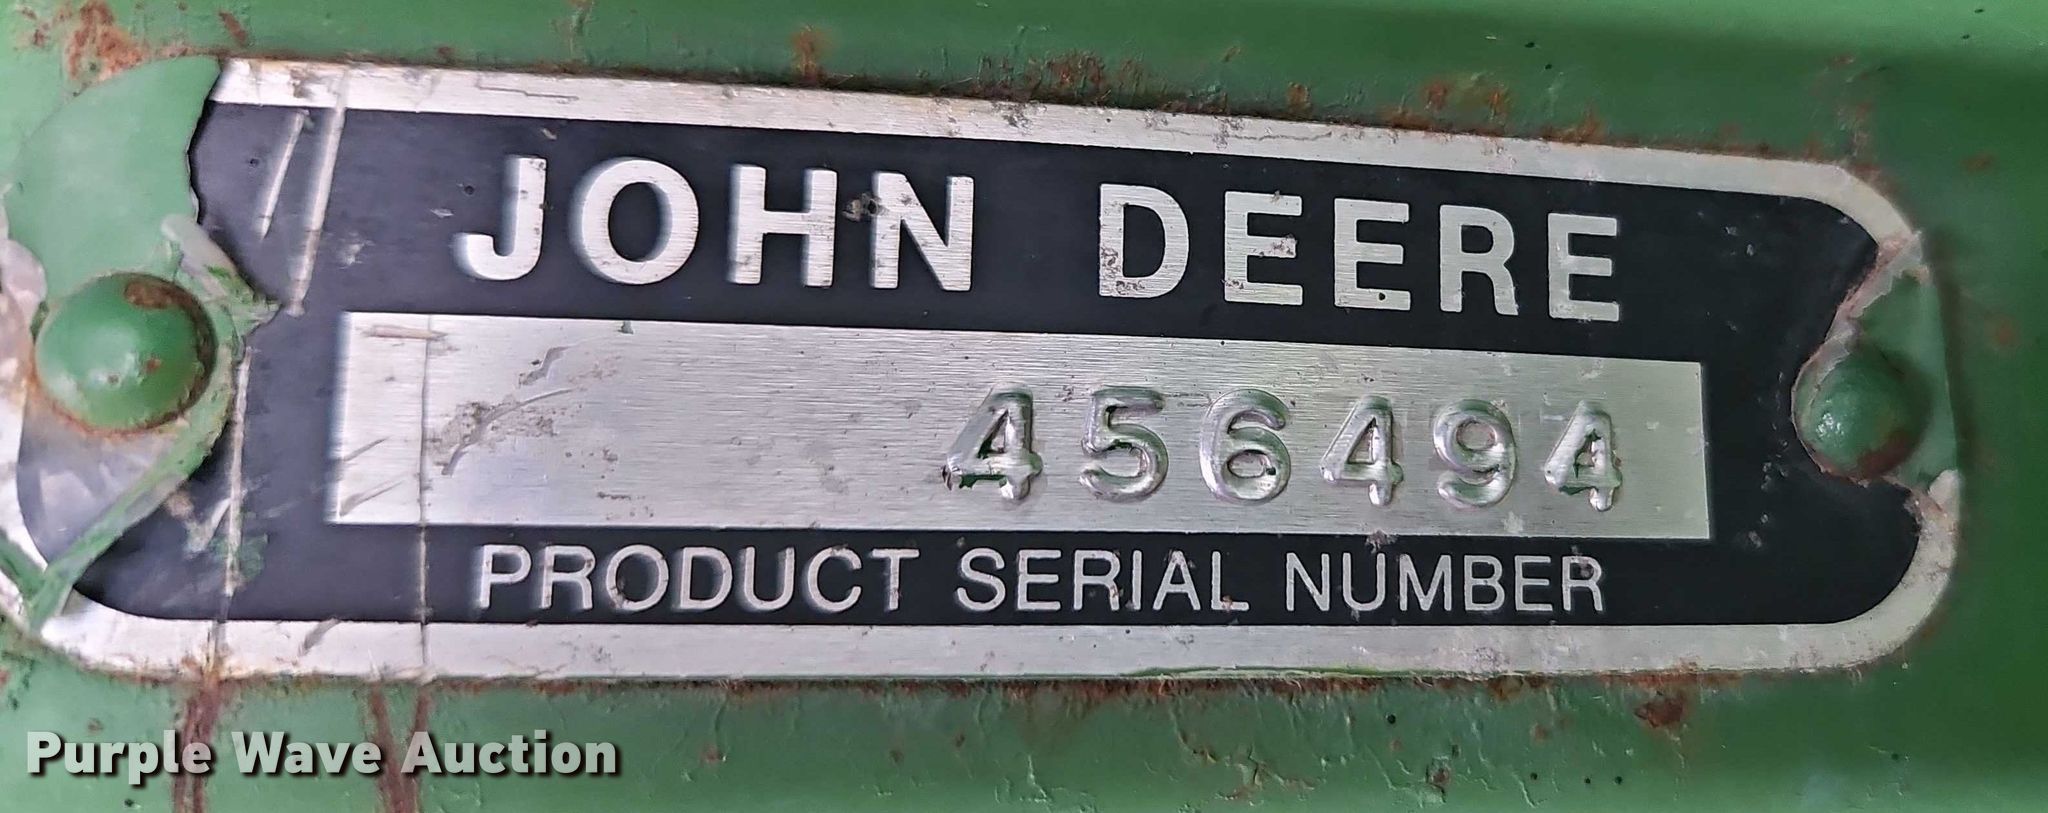 JOHN DEERE
456494
PRODUCT SERIAL NUMBER
Purple Wave Auction